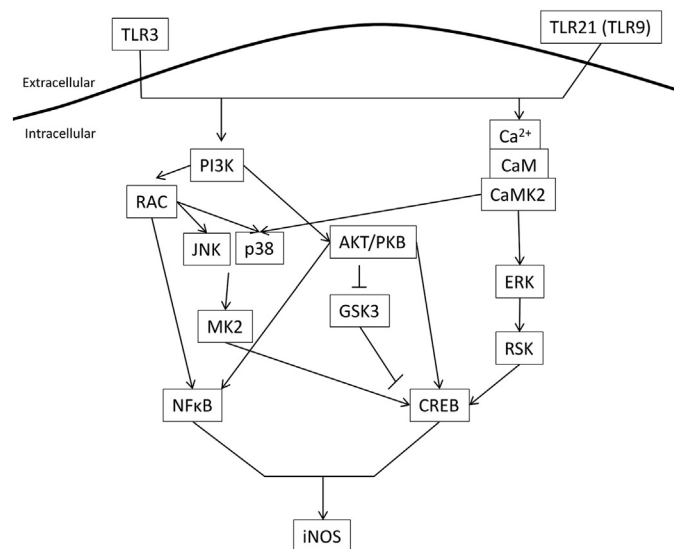 TLR3
TLR21 (TLR9)
Extracellular
Intracellular
Ca²⁺
CaM
CaMK2
PI3K
RAC
JNK
p38
AKT/PKB
ERK
GSK3
MK2
RSK
NFκB
CREB
iNOS